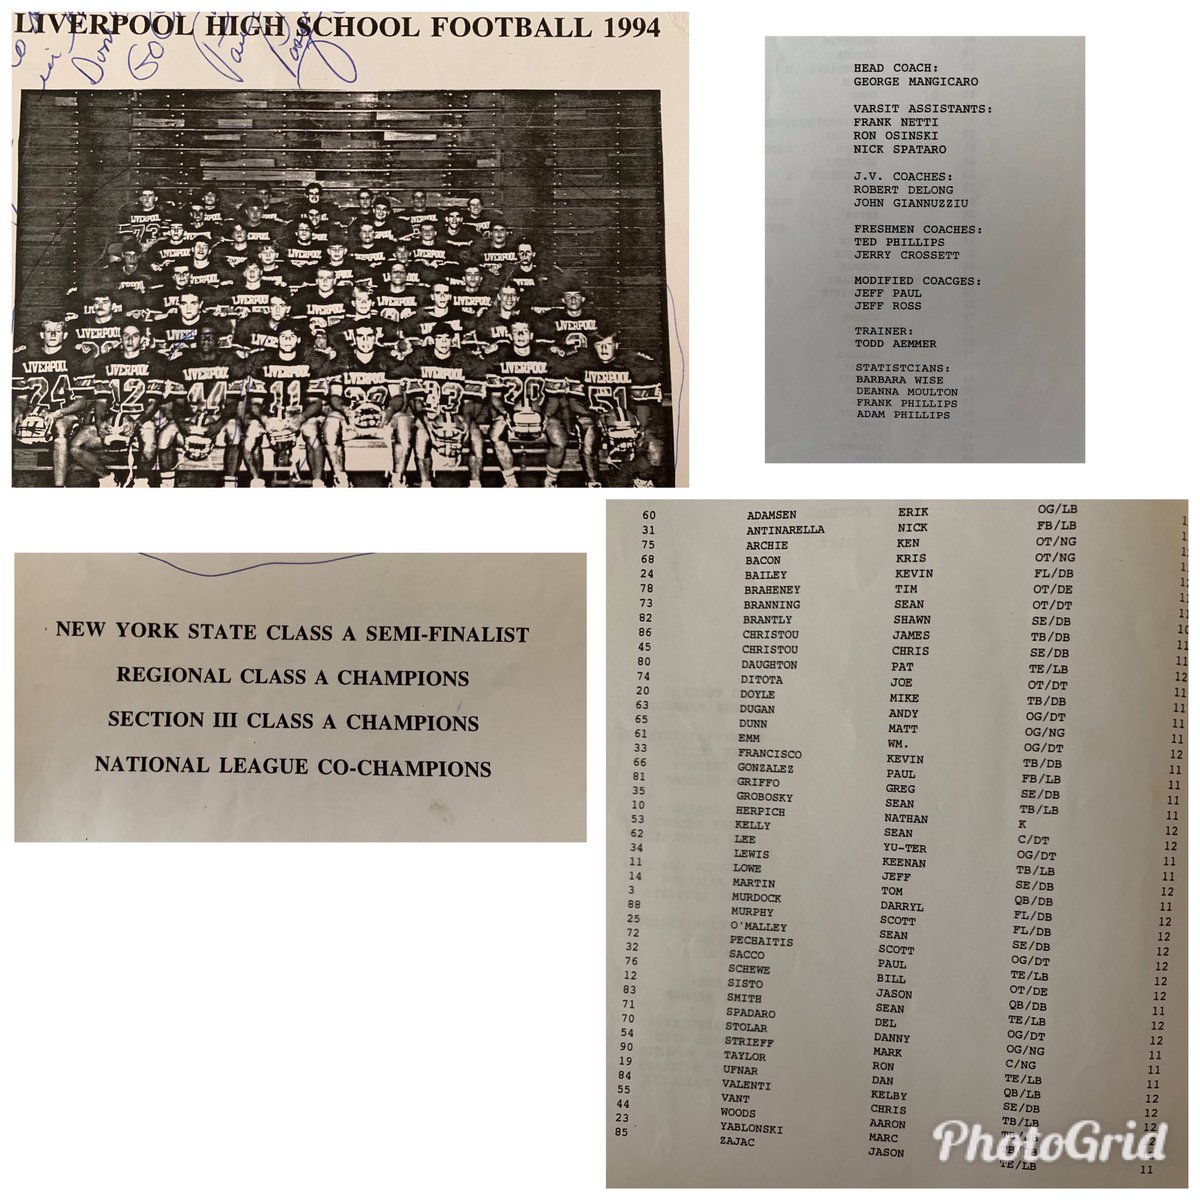 LIVERPOOL HIGH SCHOOL FOOTBALL 1994
LIVERPOOL
24 12 44 11 33 43 20 51
HEAD COACH:
GEORGE MANGICARO
VARSIT ASSISTANTS:
FRANK NETTI
RON OSINSKI
NICK SPATARO
J.V. COACHES:
ROBERT DELONG
JOHN GIANNUZZIU
FRESHMEN COACHES:
TED PHILLIPS
JERRY CROSSETT
MODIFIED COACGES:
JEFF PAUL
JEFF ROSS
TRAINER:
TODD AEMMER
STATISTCIANS:
BARBARA WISE
DEANNA MOULTON
FRANK PHILLIPS
ADAM PHILLIPS
NEW YORK STATE CLASS A SEMI-FINALIST
REGIONAL CLASS A CHAMPIONS
SECTION III CLASS A CHAMPIONS
NATIONAL LEAGUE CO-CHAMPIONS
60 ADAMSEN ERIK OG/LB
31 ANTINARELLA NICK FB/LB
75 ARCHIE KEN OT/NG
68 BACON KRIS OT/NG
24 BAILEY KEVIN FL/DB
78 BRAHENEY TIM OT/DE
73 BRANNING SEAN OT/DT
82 BRANTLY SHAWN SE/DB
86 CHRISTOU JAMES TB/DB
45 CHRISTOU CHRIS SE/DB
80 DAUGHTON PAT TE/LB
74 DITOTA JOE OT/DT
20 DOYLE MIKE TB/DB
63 DUGAN ANDY OG/DT
65 DUNN MATT OG/NG
61 EMM WM. OG/DT
33 FRANCISCO KEVIN TB/DB
66 GONZALEZ PAUL FB/LB
81 GRIFFO GREG SE/DB
35 GROBOSKY SEAN TB/LB
10 HERPICH NATHAN K
53 KELLY SEAN C/DT
62 LEE YU-TER OG/DT
34 LEWIS KEENAN TB/LB
11 LOWE JEFF SE/DB
14 MARTIN TOM QB/DB
3 MURDOCK DARRYL FL/DB
88 MURPHY SCOTT FL/DB
25 O'MALLEY SEAN SE/DB
72 PECHAITIS SCOTT OG/DT
32 SACCO PAUL TE/LB
76 SCHEWE BILL OT/DE
12 SISTO JASON QB/DB
83 SMITH SEAN TE/LB
71 SPADARO DEL OG/DT
70 STOLAR DANNY OG/NG
54 STRIEFF MARK C/NG
90 TAYLOR RON TE/LB
19 UFNAR DAN QB/LB
84 VALENTI KELBY SE/DB
55 VANT CHRIS TB/LB
44 WOODS AARON
23 YABLONSKI MARC
85 ZAJAC JASON TE/LB 11
PhotoGrid